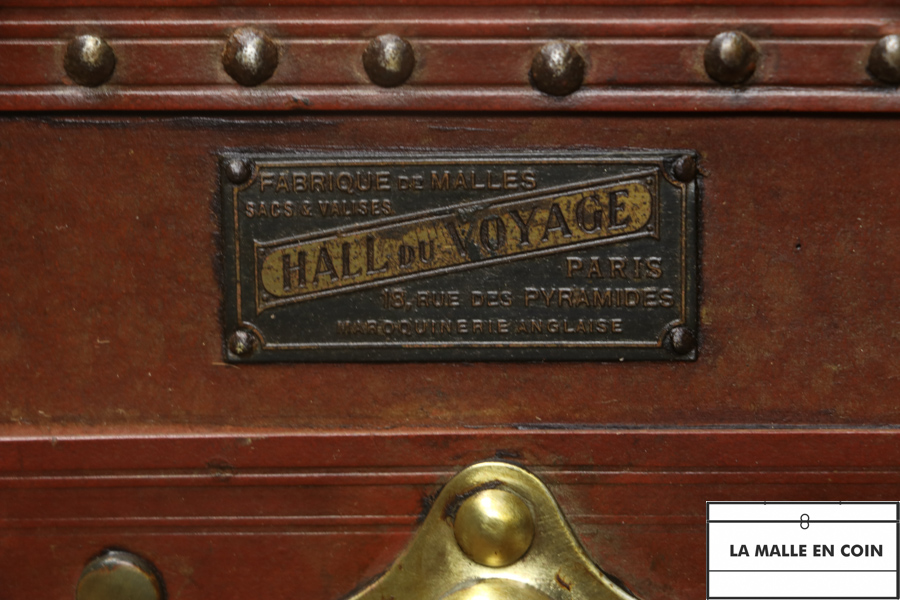 FABRIQUE DE MALLES
SACS & VALISES
HALL DU VOYAGE
PARIS
18, RUE DES PYRAMIDES
MAROQUINERIE ANGLAISE
LA MALLE EN COIN